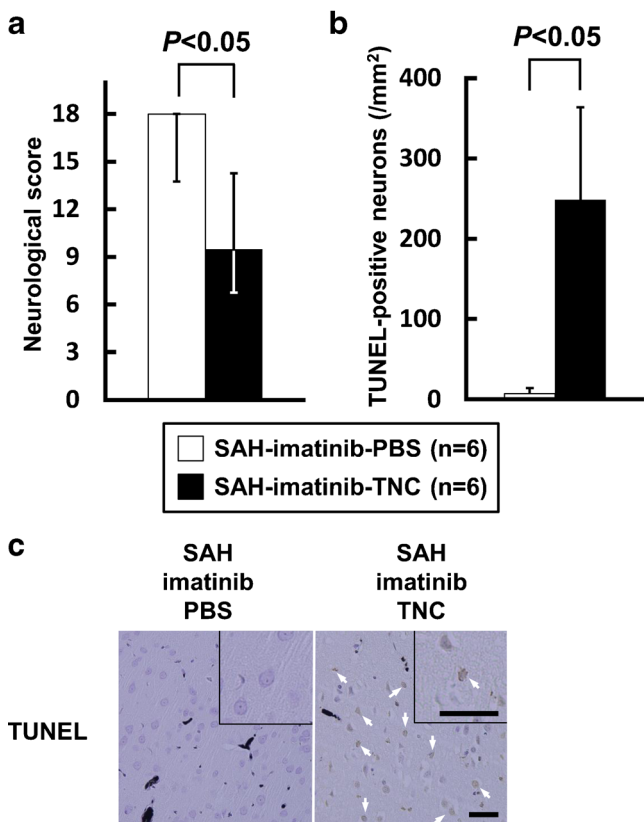 a
P<0.05
Neurological score
18
15
12
9
6
3
0
b
P<0.05
TUNEL-positive neurons (/mm²)
400
300
200
100
0
SAH-imatinib-PBS (n=6)
SAH-imatinib-TNC (n=6)
c
SAH
imatinib
PBS
SAH
imatinib
TNC
TUNEL